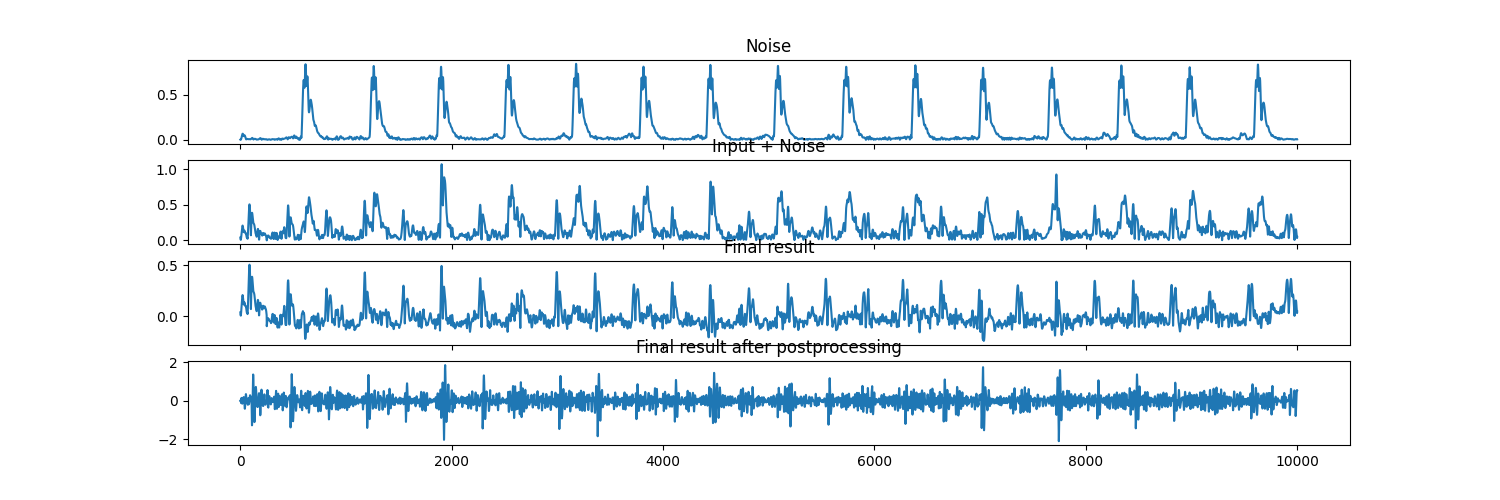 Noise
0.5
0.0
Input + Noise
1.0
0.5
0.0
Final result
0.5
0.0
Final result after postprocessing
2
0
−2
0 2000 4000 6000 8000 10000